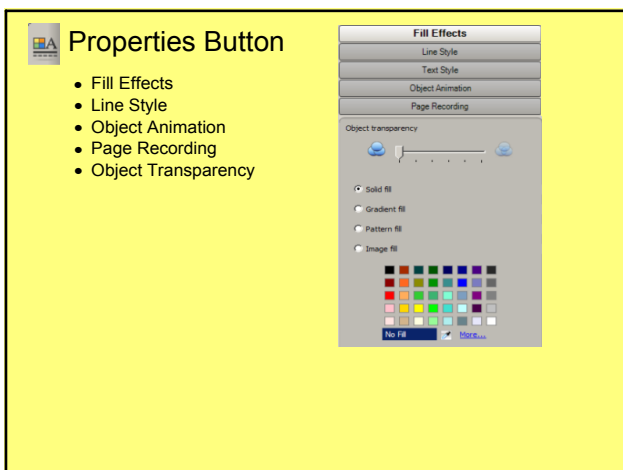 Properties Button
• Fill Effects
• Line Style
• Object Animation
• Page Recording
• Object Transparency
Fill Effects
Line Style
Text Style
Object Animation
Page Recording
Object transparency
Solid fill
Gradient fill
Pattern fill
Image fill
No Fill More...